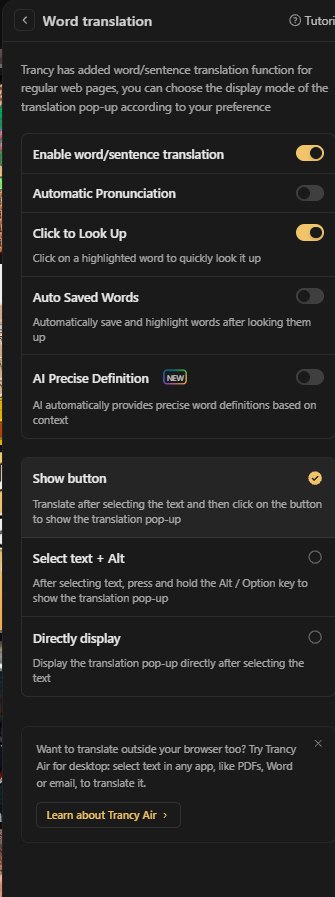 Word translation
Tutori
Trancy has added word/sentence translation function for
regular web pages, you can choose the display mode of the
translation pop-up according to your preference
Enable word/sentence translation
Automatic Pronunciation
Click to Look Up
Click on a highlighted word to quickly look it up
Auto Saved Words
Automatically save and highlight words after looking them
up
AI Precise Definition NEW
AI automatically provides precise word definitions based on
context
Show button
Translate after selecting the text and then click on the button
to show the translation pop-up
Select text + Alt
After selecting text, press and hold the Alt / Option key to
show the translation pop-up
Directly display
Display the translation pop-up directly after selecting the
text
Want to translate outside your browser too? Try Trancy
Air for desktop: select text in any app, like PDFs, Word
or email, to translate it.
Learn about Trancy Air ›